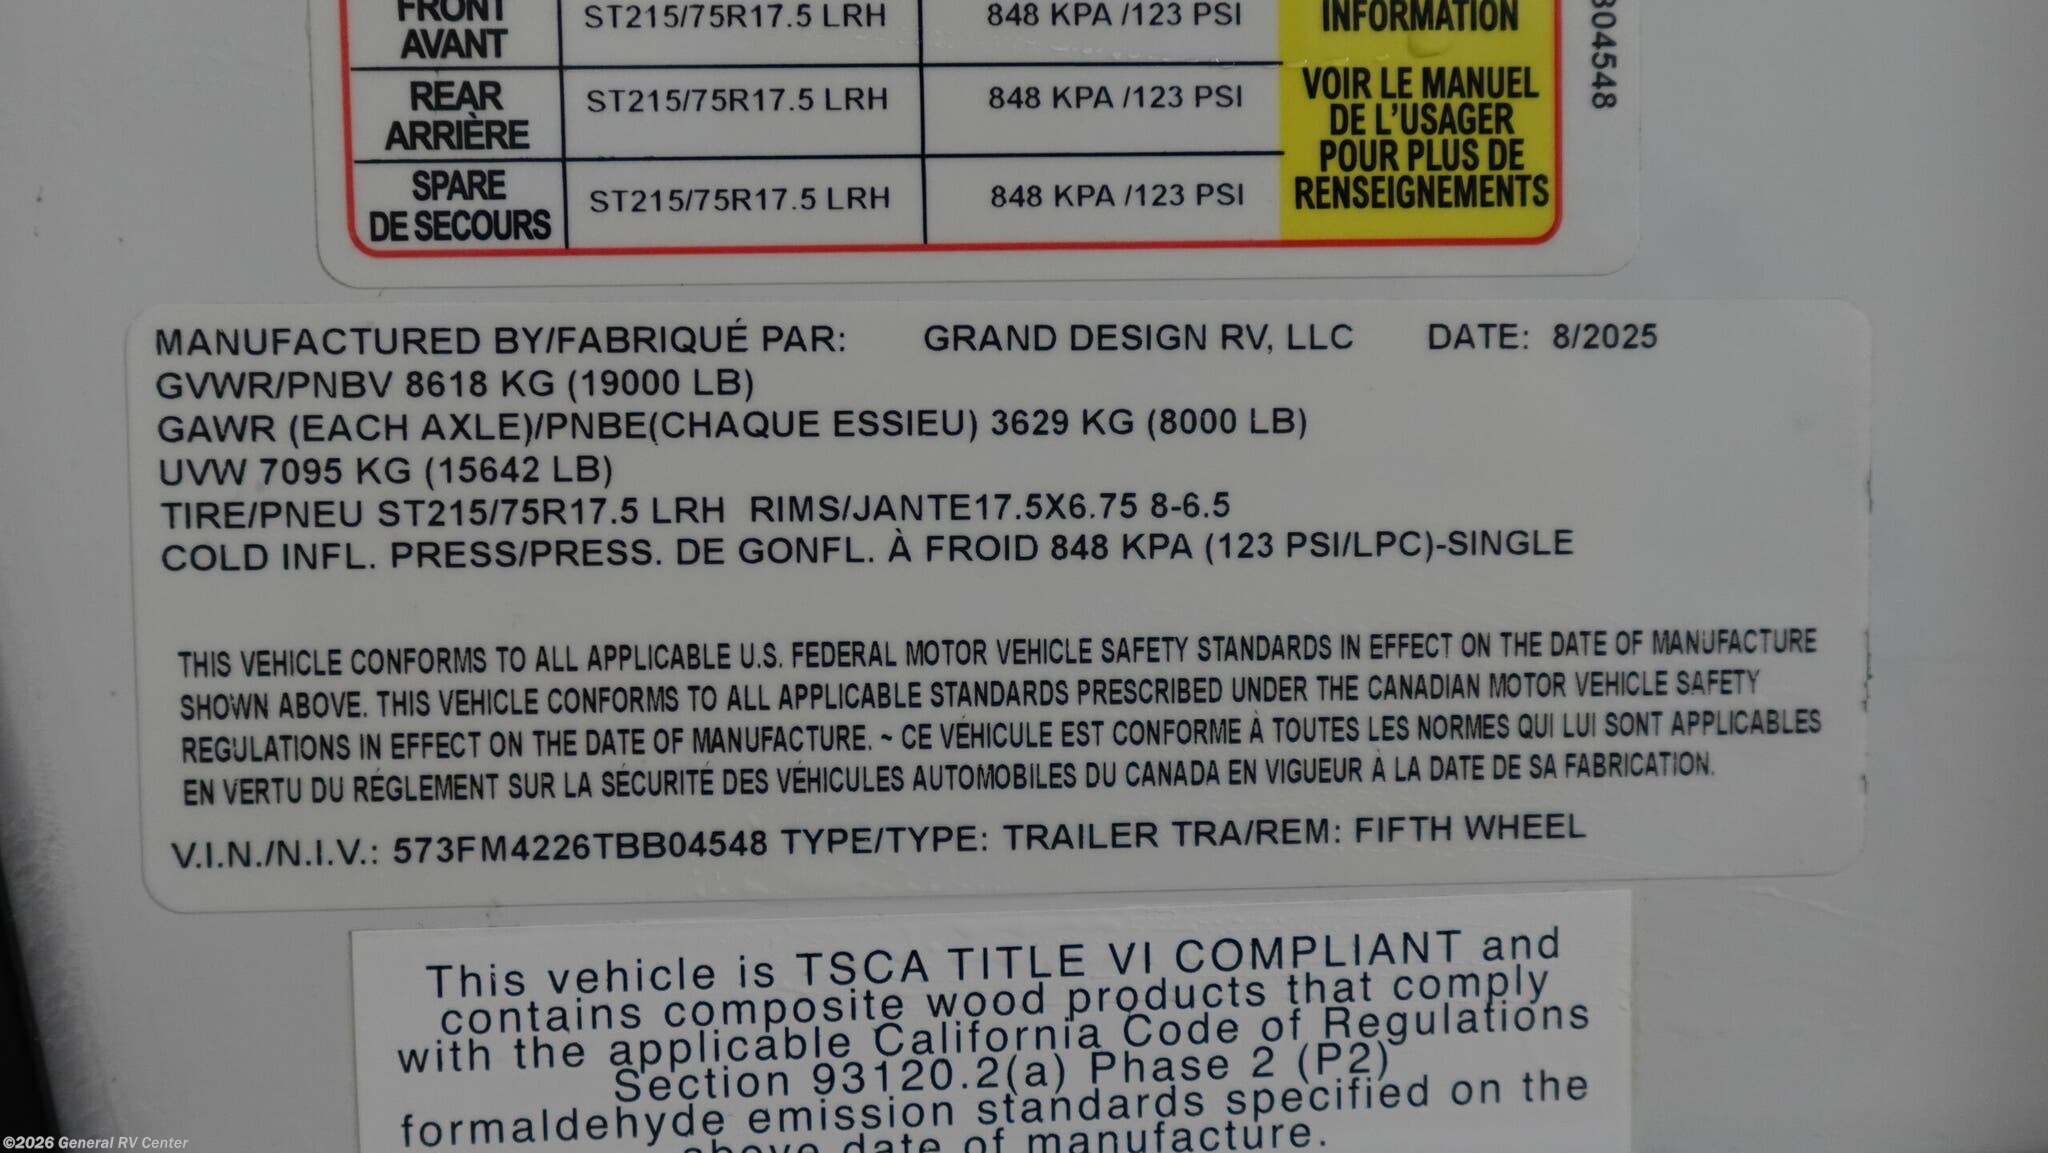 FRONT ST215/75R17.5 LRH 848 KPA /123 PSI INFORMATION
AVANT
REAR ST215/75R17.5 LRH 848 KPA /123 PSI VOIR LE MANUEL
ARRIÈRE DE L'USAGER
POUR PLUS DE
SPARE ST215/75R17.5 LRH 848 KPA /123 PSI RENSEIGNEMENTS
DE SECOURS
04548
MANUFACTURED BY/FABRIQUÉ PAR: GRAND DESIGN RV, LLC DATE: 8/2025
GVWR/PNBV 8618 KG (19000 LB)
GAWR (EACH AXLE)/PNBE(CHAQUE ESSIEU) 3629 KG (8000 LB)
UVW 7095 KG (15642 LB)
TIRE/PNEU ST215/75R17.5 LRH RIMS/JANTE17.5X6.75 8-6.5
COLD INFL. PRESS/PRESS. DE GONFL. À FROID 848 KPA (123 PSI/LPC)-SINGLE
THIS VEHICLE CONFORMS TO ALL APPLICABLE U.S. FEDERAL MOTOR VEHICLE SAFETY STANDARDS IN EFFECT ON THE DATE OF MANUFACTURE
SHOWN ABOVE. THIS VEHICLE CONFORMS TO ALL APPLICABLE STANDARDS PRESCRIBED UNDER THE CANADIAN MOTOR VEHICLE SAFETY
REGULATIONS IN EFFECT ON THE DATE OF MANUFACTURE. ~ CE VÉHICULE EST CONFORME À TOUTES LES NORMES QUI LUI SONT APPLICABLES
EN VERTU DU RÉGLEMENT SUR LA SÉCURITÉ DES VÉHICULES AUTOMOBILES DU CANADA EN VIGUEUR À LA DATE DE SA FABRICATION.
V.I.N./N.I.V.: 573FM4226TBB04548 TYPE/TYPE: TRAILER TRA/REM: FIFTH WHEEL
This vehicle is TSCA TITLE VI COMPLIANT and
contains composite wood products that comply
with the applicable California Code of Regulations
Section 93120.2(a) Phase 2 (P2)
formaldehyde emission standards specified on the
above date of manufacture.
©2026 General RV Center